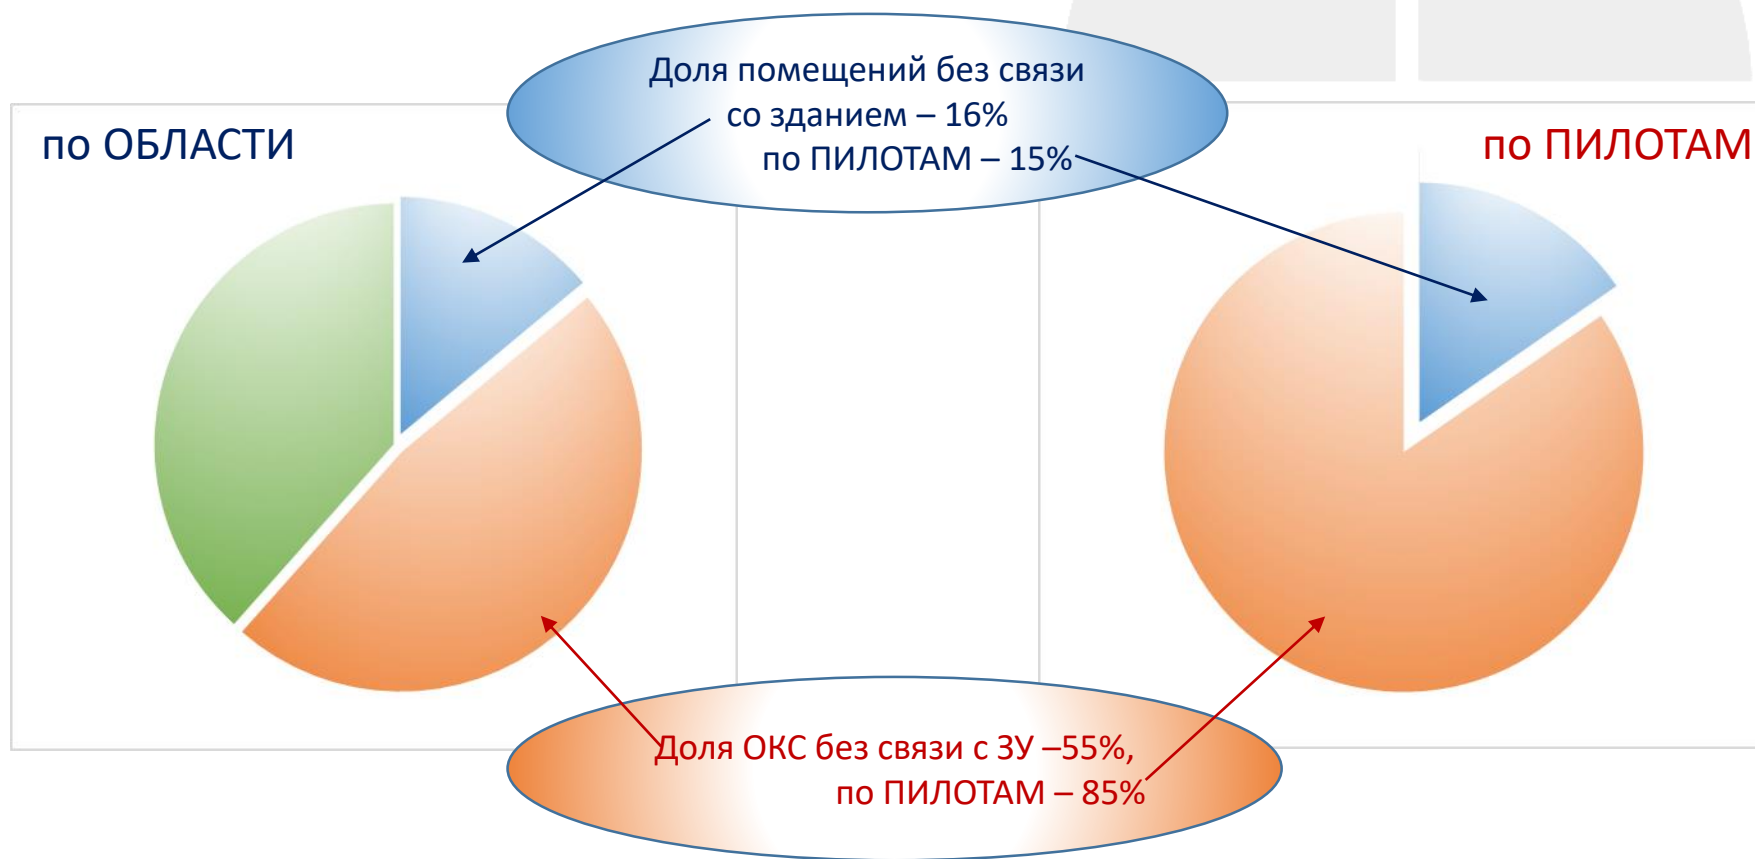 Доля помещений без связи
со зданием – 16%
по ПИЛОТАМ – 15%
по ОБЛАСТИ
по ПИЛОТАМ
Доля ОКС без связи с ЗУ –55%,
по ПИЛОТАМ – 85%